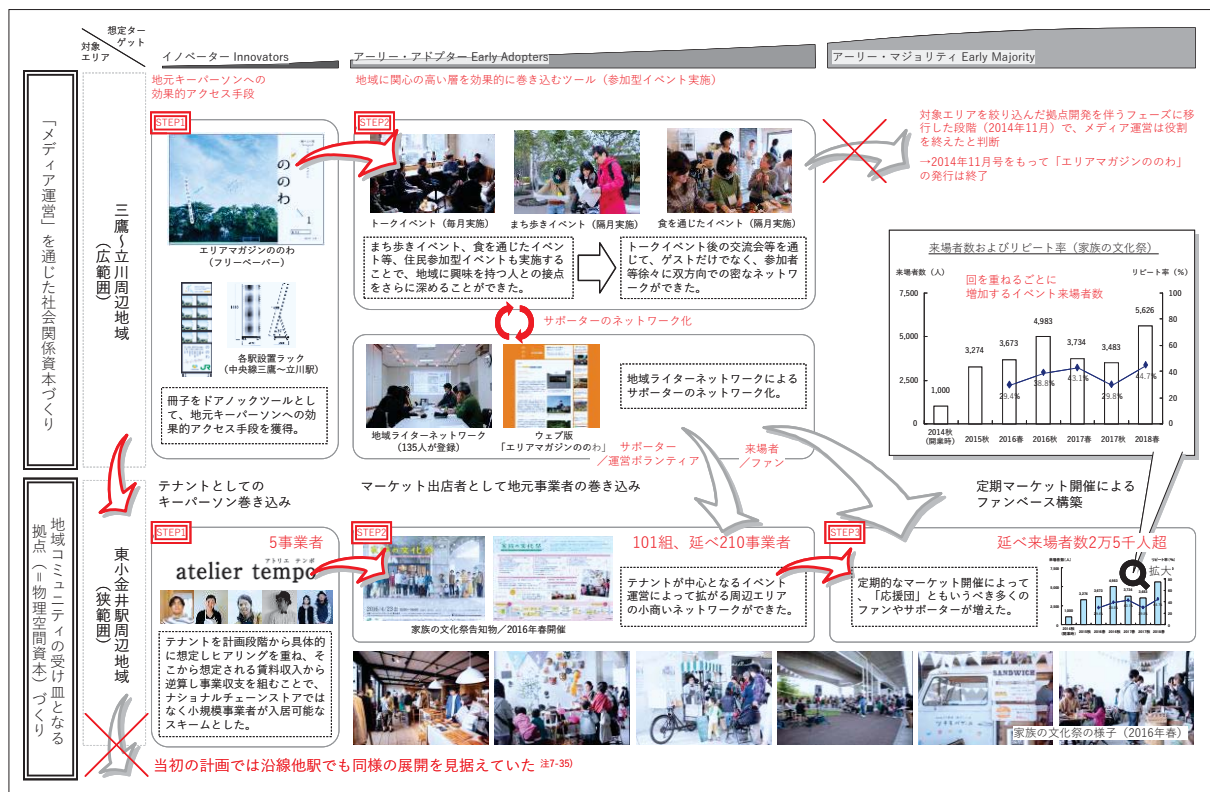 想定ターゲット
対象エリア
イノベーター Innovators
アーリー・アドプター Early Adopters
アーリー・マジョリティ Early Majority
地元キーパーソンへの
効果的アクセス手段
地域に関心の高い層を効果的に巻き込むツール（参加型イベント実施）
「メディア運営」を通じた社会関係資本づくり
三鷹〜立川周辺地域
（広範囲）
STEP1
ののわ
1
エリアマガジンののわ
（フリーペーパー）
各駅設置ラック
（中央線三鷹〜立川駅）
冊子をドアノックツールとし
て、地元キーパーソンへの効
果的アクセス手段を獲得。
STEP2
トークイベント（毎月実施）
まち歩きイベント（隔月実施）
食を通じたイベント（隔月実施）
まち歩きイベント、食を通じたイベン
ト等、住民参加型イベントも実施する
ことで、地域に興味を持つ人との接点
をさらに深めることができた。
トークイベント後の交流会等を通
じて、ゲストだけでなく、参加者
等徐々に双方向での密なネットワ
ークができた。
サポーターのネットワーク化
地域ライターネットワーク
（135人が登録）
ウェブ版
「エリアマガジンののわ」
地域ライターネットワークによる
サポーターのネットワーク化。
サポーター
／運営ボランティア
来場者
／ファン
対象エリアを絞り込んだ拠点開発を伴うフェーズに移
行した段階（2014年11月）で、メディア運営は役割
を終えたと判断
→2014年11月号をもって「エリアマガジンののわ」
の発行は終了
来場者数およびリピート率（家族の文化祭）
来場者数（人）
リピート率（％）
回を重ねるごとに
増加するイベント来場者数
7,500
5,000
2,500
0
100
80
60
40
20
0
1,000
3,274
3,673
4,983
3,734
3,483
5,626
29.4%
38.8%
43.1%
29.8%
44.7%
2014秋
（開業時）
2015秋
2016春
2016秋
2017春
2017秋
2018春
地域コミュニティの受け皿となる
拠点（＝物理空間資本）づくり
東小金井駅周辺地域
（狭範囲）
テナントとしての
キーパーソン巻き込み
マーケット出店者として地元事業者の巻き込み
定期マーケット開催による
ファンベース構築
STEP1
5事業者
アトリエ テンポ
atelier tempo
テナントを計画段階から具体的
に想定しヒアリングを重ね、そ
こから想定される賃料収入から
逆算し事業収支を組むことで、
ナショナルチェーンストアでは
なく小規模事業者が入居可能な
スキームとした。
STEP2
101組、延べ210事業者
家族の文化祭
2016/4/23
家族の文化祭告知物／2016年春開催
テナントが中心となるイベント
運営によって拡がる周辺エリア
の小商いネットワークができた。
STEP3
延べ来場者数2万5千人超
定期的なマーケット開催によって
、「応援団」ともいうべき多くの
ファンやサポーターが増えた。
拡大
SANDWICH
家族の文化祭の様子（2016年春）
当初の計画では沿線他駅でも同様の展開を見据えていた 注7-35)